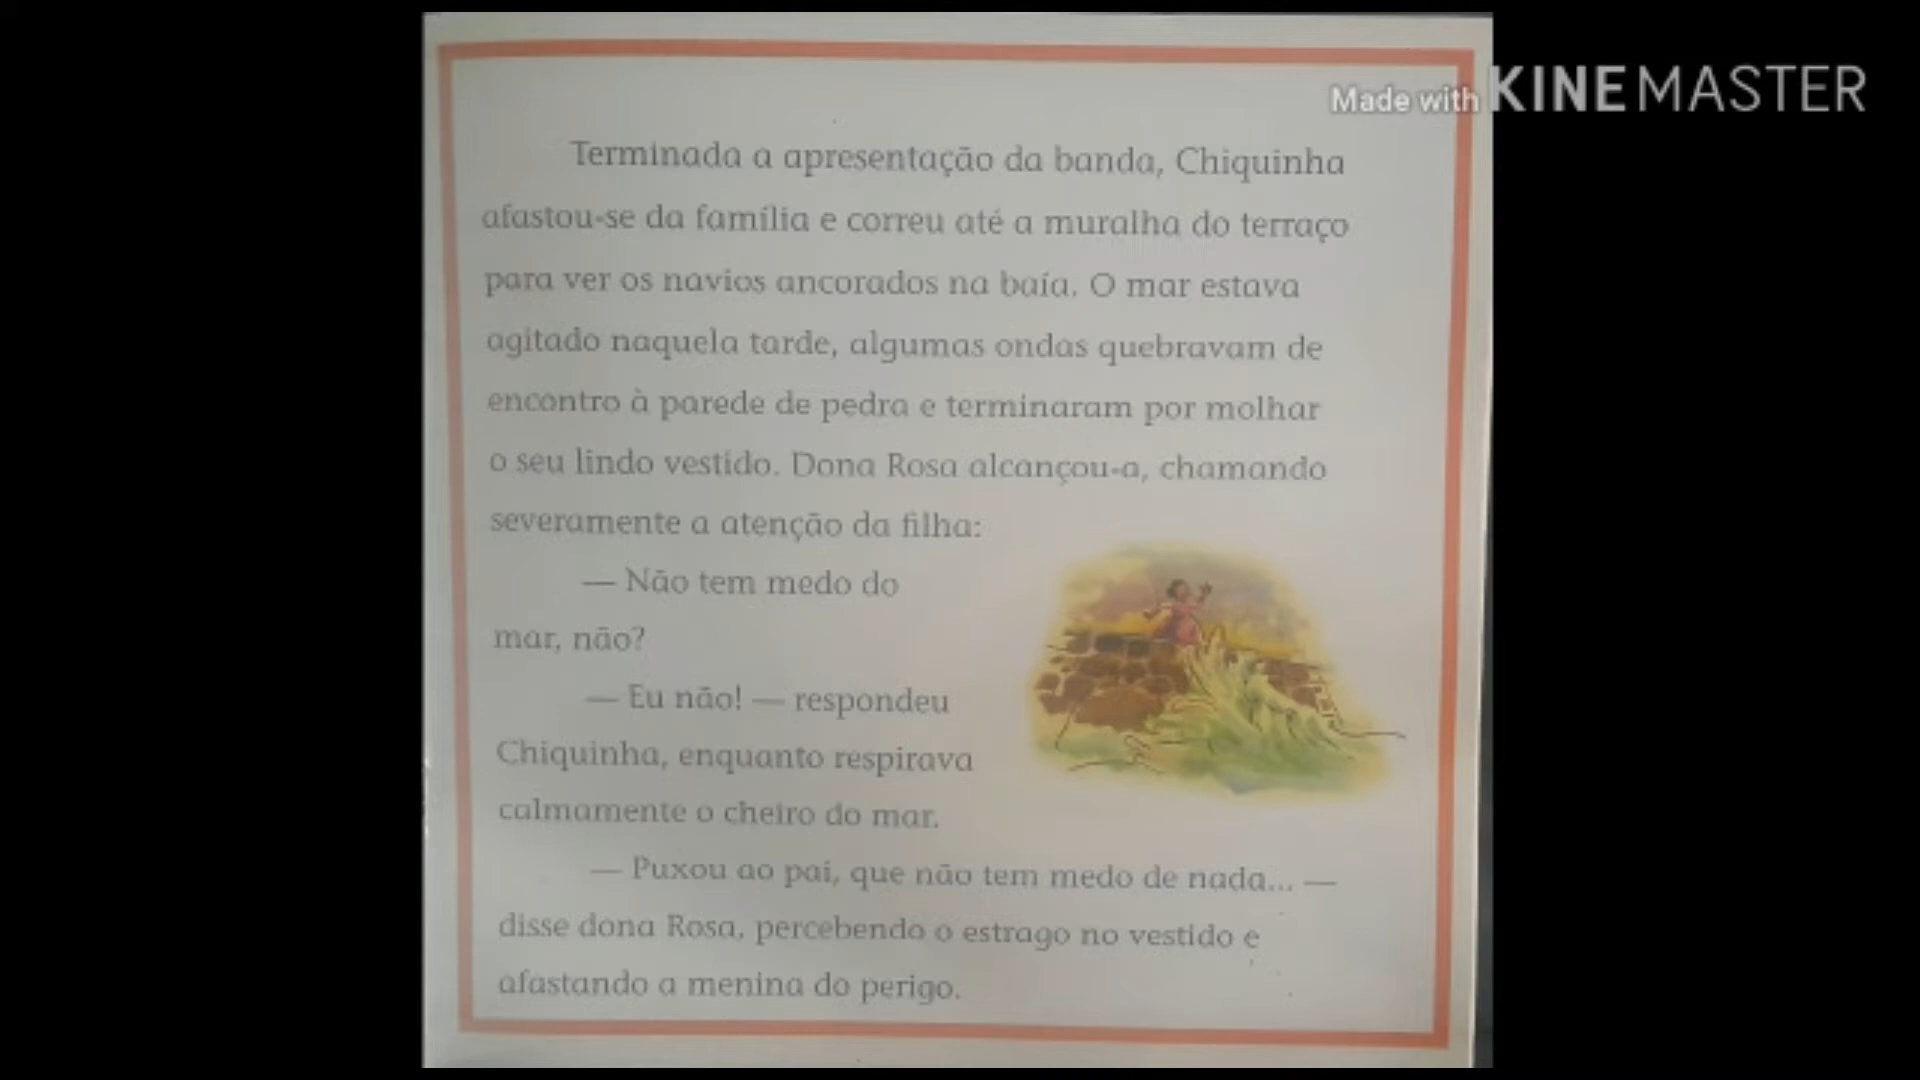 Made with KINEMASTER
Terminada a apresentação da banda, Chiquinha
afastou-se da família e correu até a muralha do terraço
para ver os navios ancorados na baía. O mar estava
agitado naquela tarde, algumas ondas quebravam de
encontro à parede de pedra e terminaram por molhar
o seu lindo vestido. Dona Rosa alcançou-a, chamando
severamente a atenção da filha:
— Não tem medo do
mar, não?
— Eu não! — respondeu
Chiquinha, enquanto respirava
calmamente o cheiro do mar.
— Puxou ao pai, que não tem medo de nada... —
disse dona Rosa, percebendo o estrago no vestido e
afastando a menina do perigo.